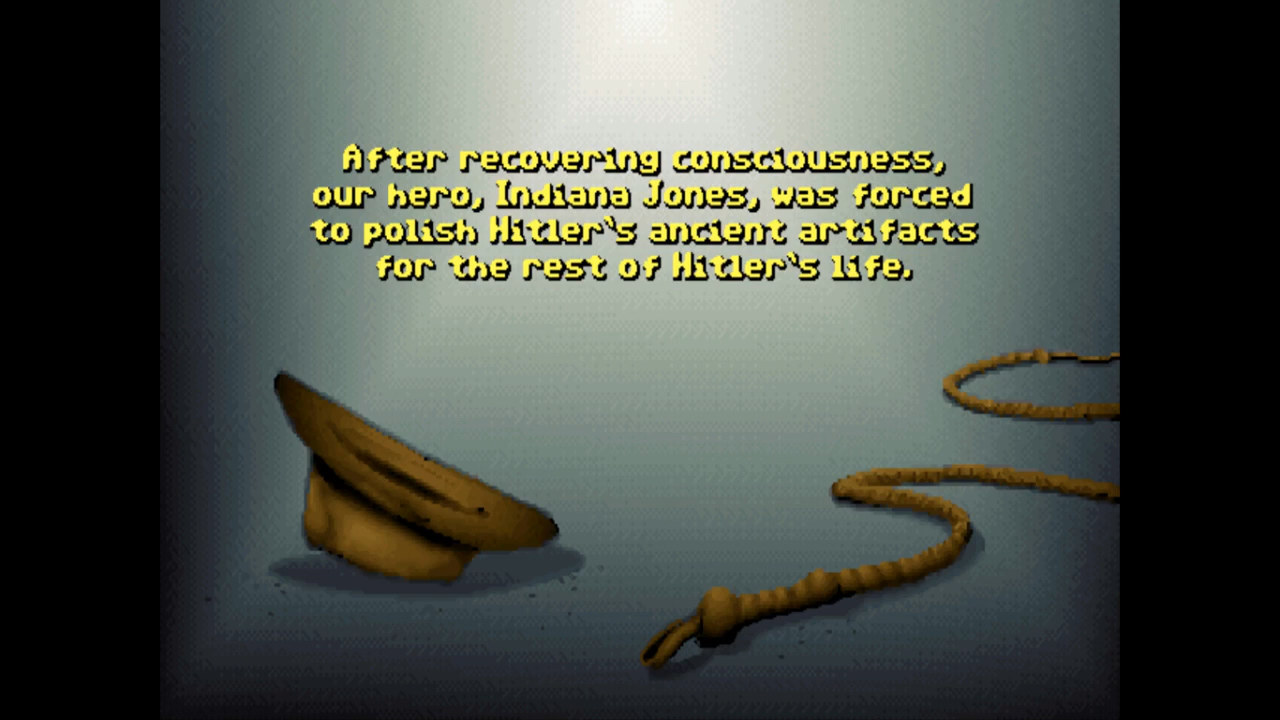 After recovering consciousness,
our hero, Indiana Jones, was forced
to polish Hitler`s ancient artifacts
for the rest of Hitler`s life.